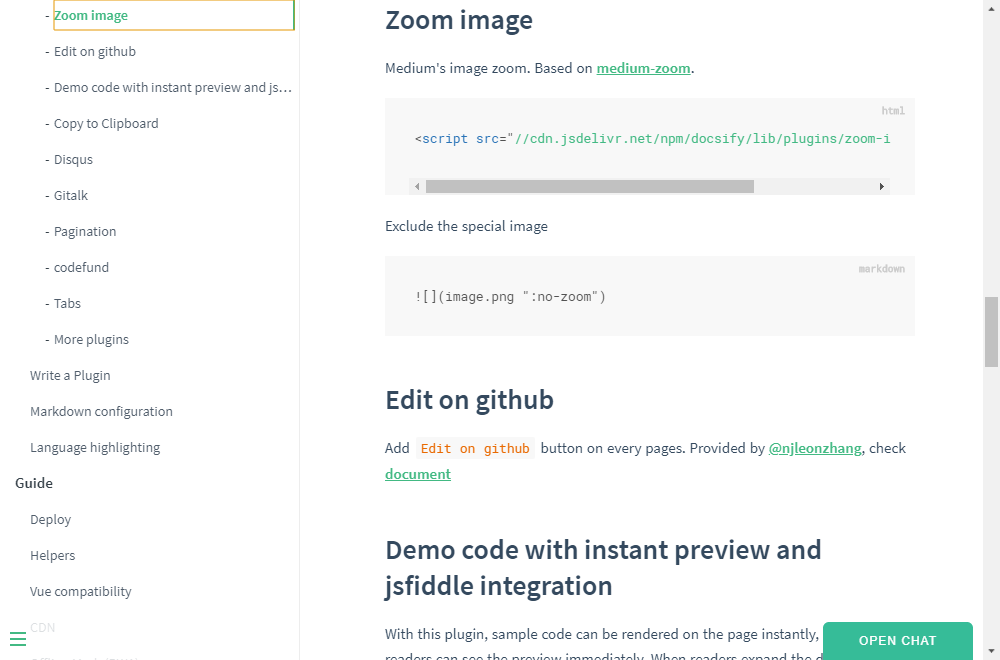 - Zoom image
- Edit on github
- Demo code with instant preview and js…
- Copy to Clipboard
- Disqus
- Gitalk
- Pagination
- codefund
- Tabs
- More plugins
Write a Plugin
Markdown configuration
Language highlighting
Guide
Deploy
Helpers
Vue compatibility
CDN
Zoom image
Medium's image zoom. Based on medium-zoom.
html
<script src="//cdn.jsdelivr.net/npm/docsify/lib/plugins/zoom-i
Exclude the special image
markdown
![](image.png ":no-zoom")
Edit on github
Add Edit on github button on every pages. Provided by @njleonzhang, check
document
Demo code with instant preview and
jsfiddle integration
With this plugin, sample code can be rendered on the page instantly,
readers can see the preview immediately. When readers expand the d
OPEN CHAT